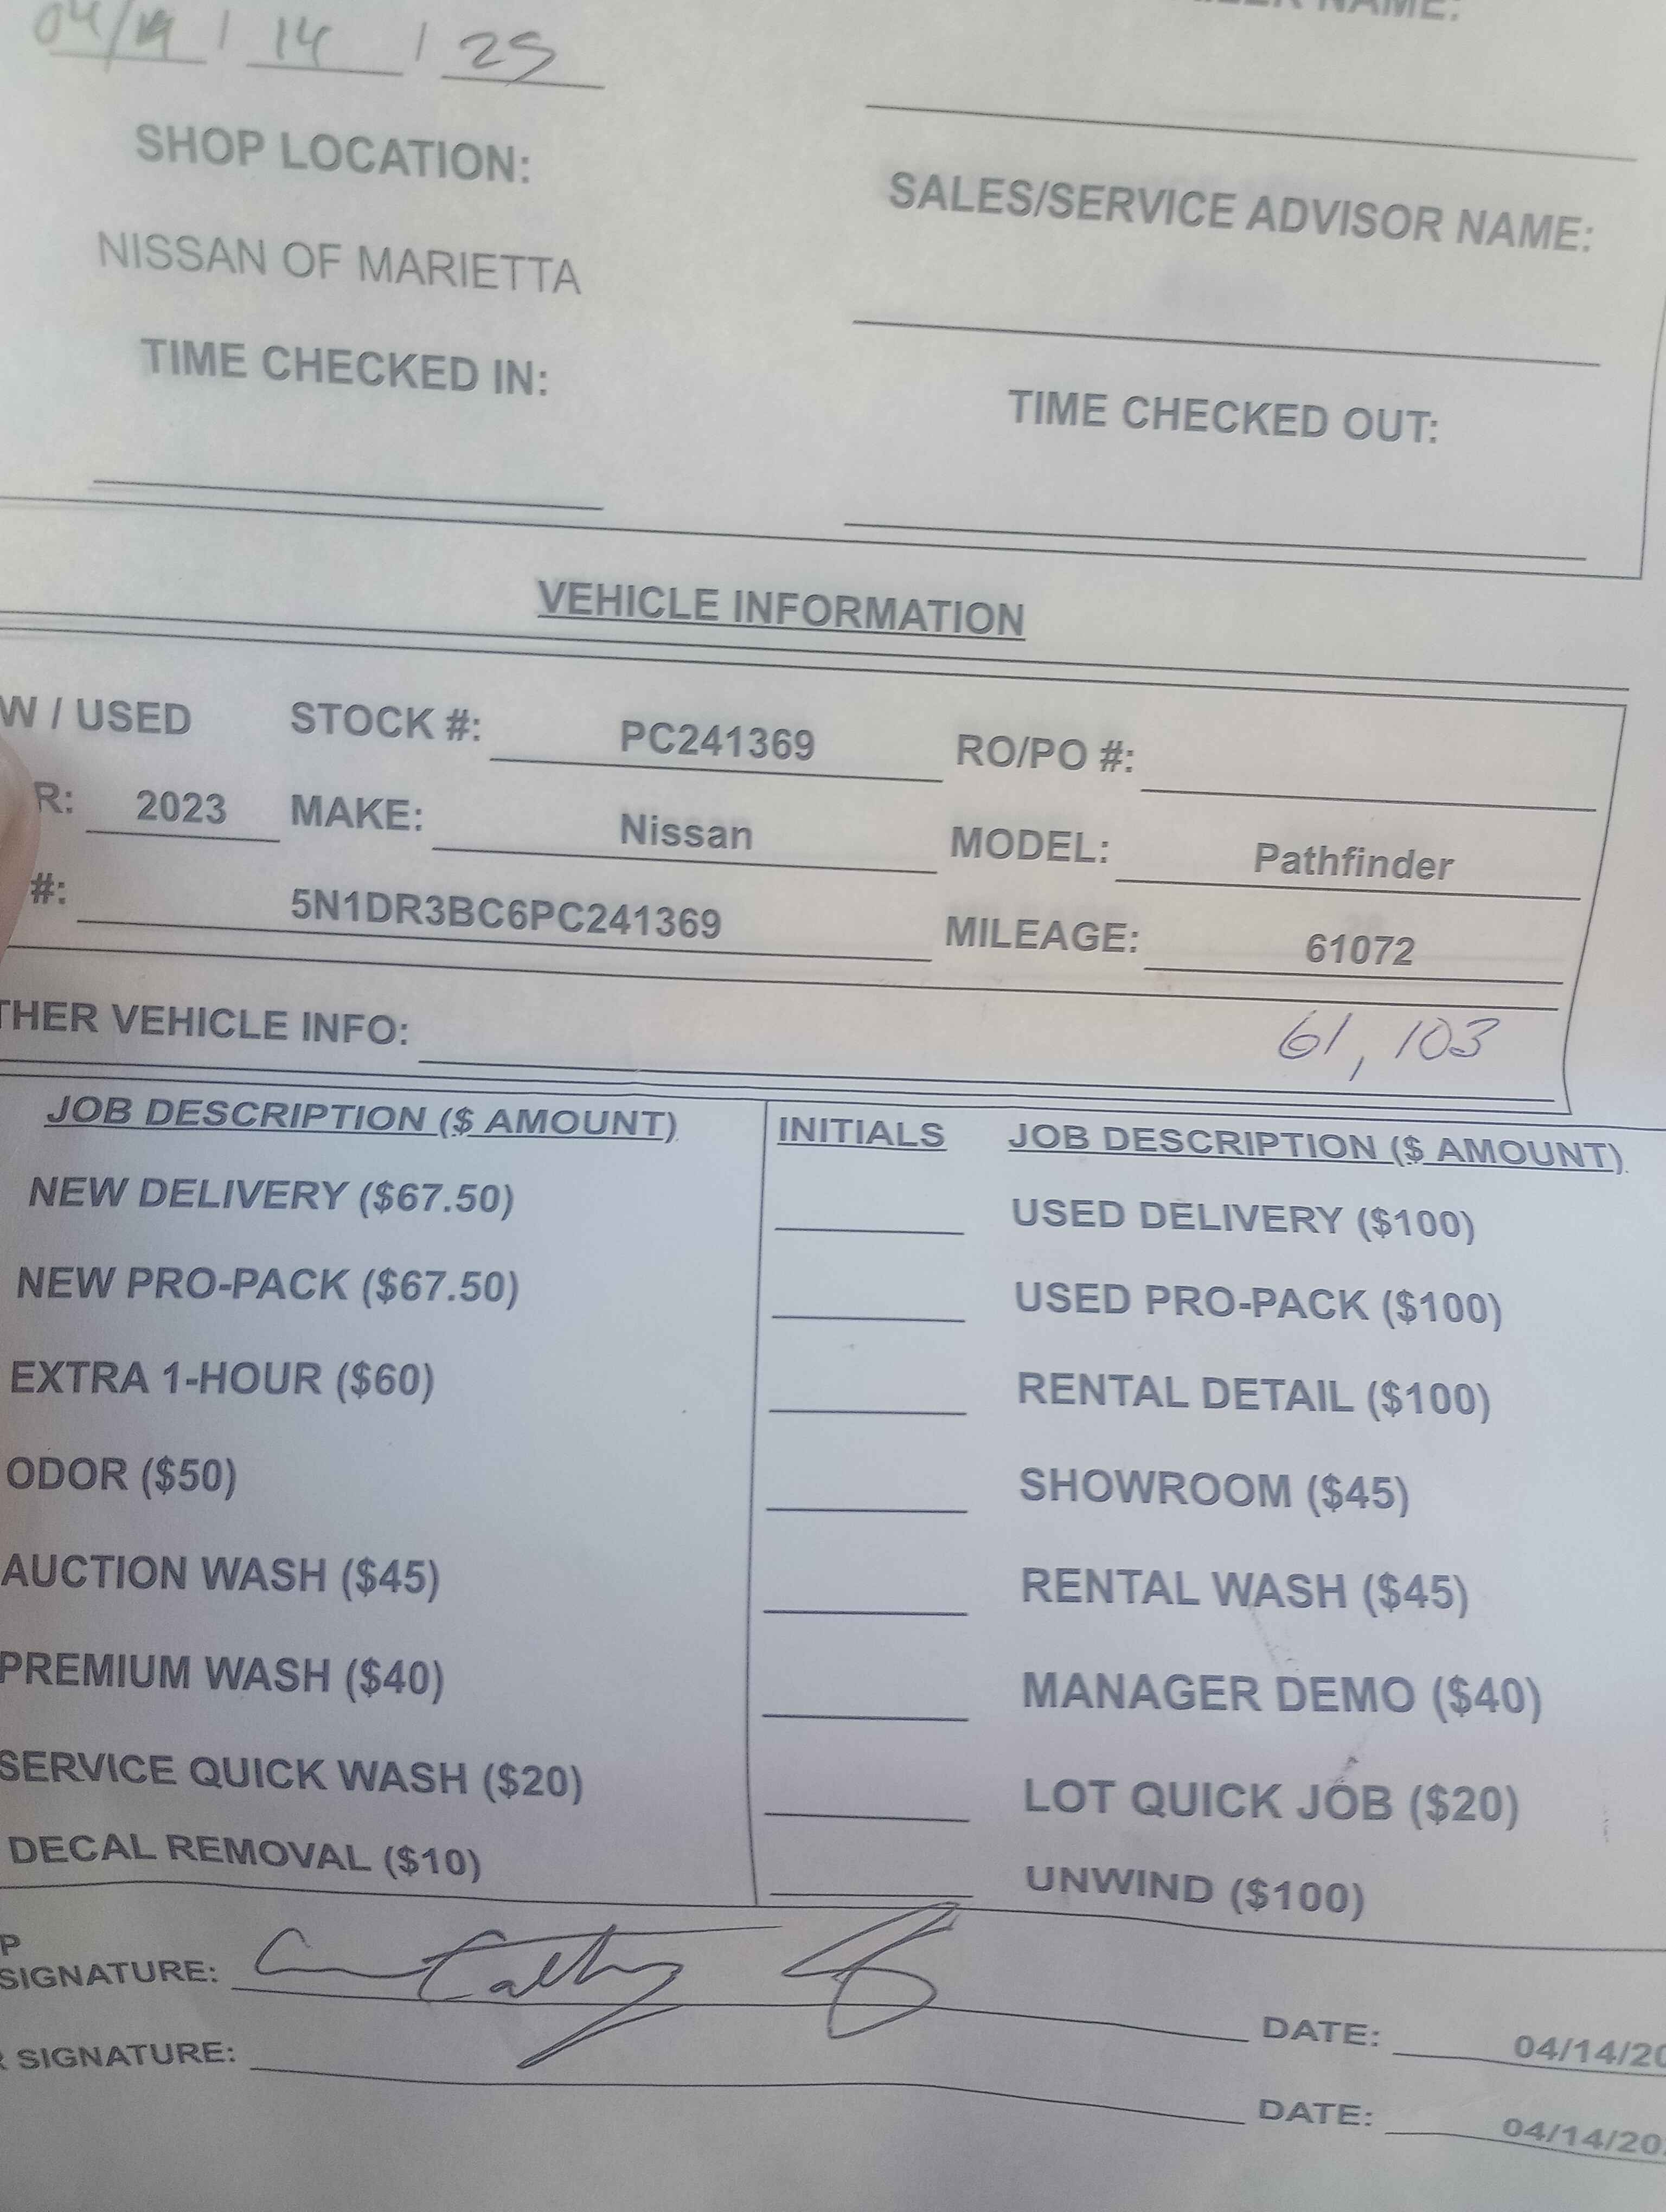 04/14 / 14 / 25
NAME:
SHOP LOCATION:
SALES/SERVICE ADVISOR NAME:
NISSAN OF MARIETTA
TIME CHECKED IN:
TIME CHECKED OUT:
VEHICLE INFORMATION
W / USED STOCK #: PC241369 RO/PO #:
R: 2023 MAKE: Nissan MODEL: Pathfinder
#: 5N1DR3BC6PC241369 MILEAGE: 61072
THER VEHICLE INFO: 61,103
JOB DESCRIPTION ($ AMOUNT) INITIALS JOB DESCRIPTION ($ AMOUNT)
NEW DELIVERY ($67.50) USED DELIVERY ($100)
NEW PRO-PACK ($67.50) USED PRO-PACK ($100)
EXTRA 1-HOUR ($60) RENTAL DETAIL ($100)
ODOR ($50) SHOWROOM ($45)
AUCTION WASH ($45) RENTAL WASH ($45)
PREMIUM WASH ($40) MANAGER DEMO ($40)
SERVICE QUICK WASH ($20) LOT QUICK JOB ($20)
DECAL REMOVAL ($10) UNWIND ($100)
P
SIGNATURE: DATE: 04/14/20
R SIGNATURE: DATE: 04/14/20